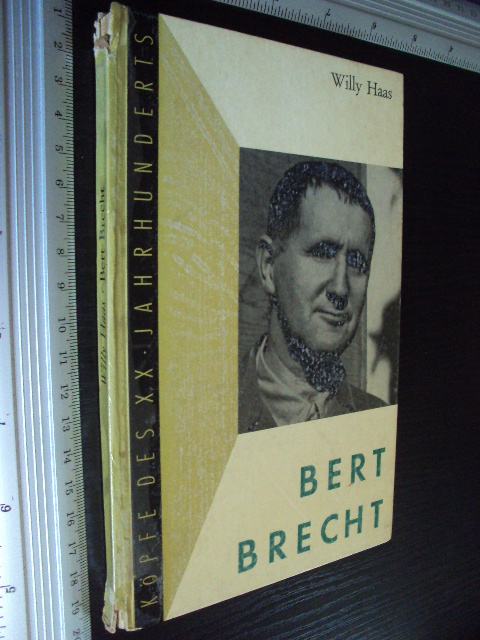 Willy Haas
BERT
BRECHT
KÖPFE DES XX. JAHRHUNDERTS
Willy Haas Bert Brecht